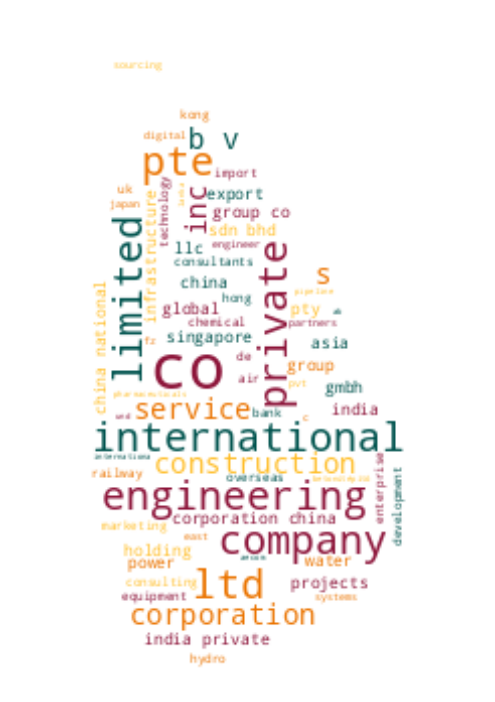 sourcing
kong
digital
b v
pte
import
uk
technology
inc
export
japan
infrastructure
group co
limited
sdn bhd
llc
engineer
private
consultants
china
s
china national
hong
pipeline
global
pty
chemical
partners
singapore
asia
co
de
group
air
pvt
gmbh
pharmaceuticals
service
bank
c
india
international
construction
railway
overseas
enterprise
engineering
development
corporation china
marketing
east
company
holding
power
water
consulting
ltd
projects
equipment
systems
corporation
india private
hydro